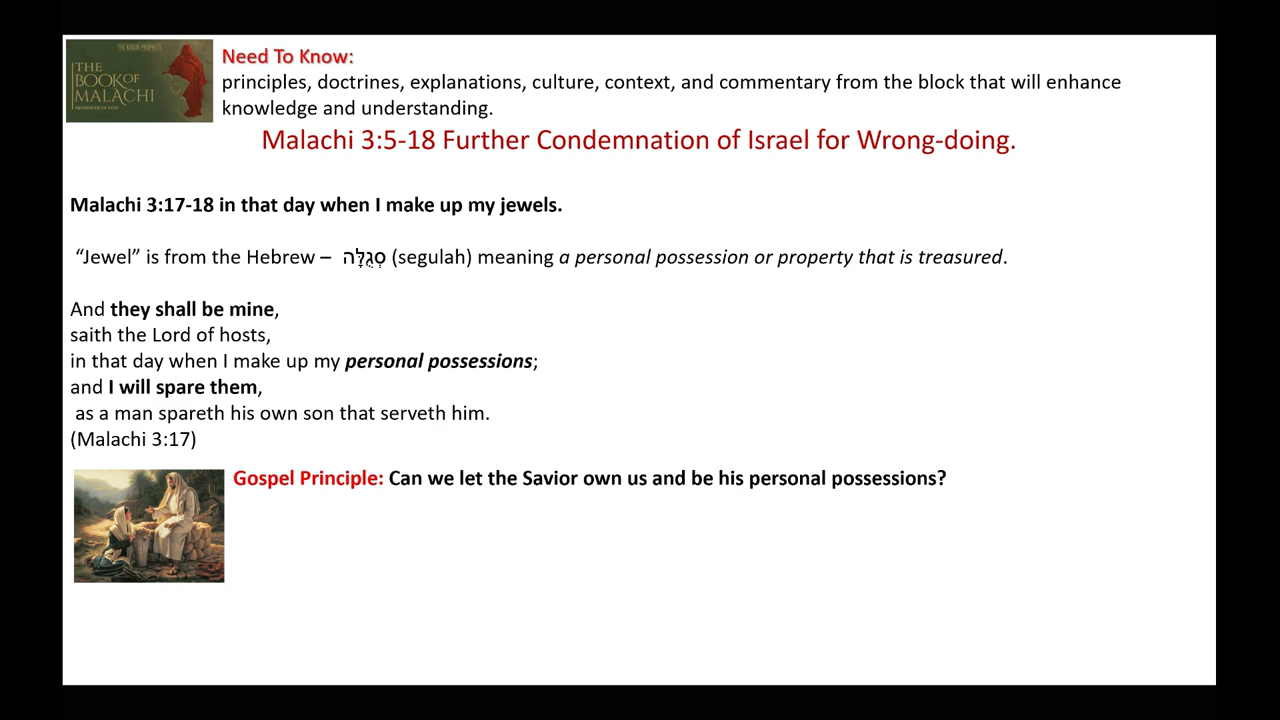 THE MINOR PROPHETS
THE
BOOK OF
MALACHI
Need To Know:
principles, doctrines, explanations, culture, context, and commentary from the block that will enhance
knowledge and understanding.
Malachi 3:5-18 Further Condemnation of Israel for Wrong-doing.
Malachi 3:17-18 in that day when I make up my jewels.
“Jewel” is from the Hebrew – סְגֻלָּה (segulah) meaning a personal possession or property that is treasured.
And they shall be mine,
saith the Lord of hosts,
in that day when I make up my personal possessions;
and I will spare them,
as a man spareth his own son that serveth him.
(Malachi 3:17)
Gospel Principle: Can we let the Savior own us and be his personal possessions?